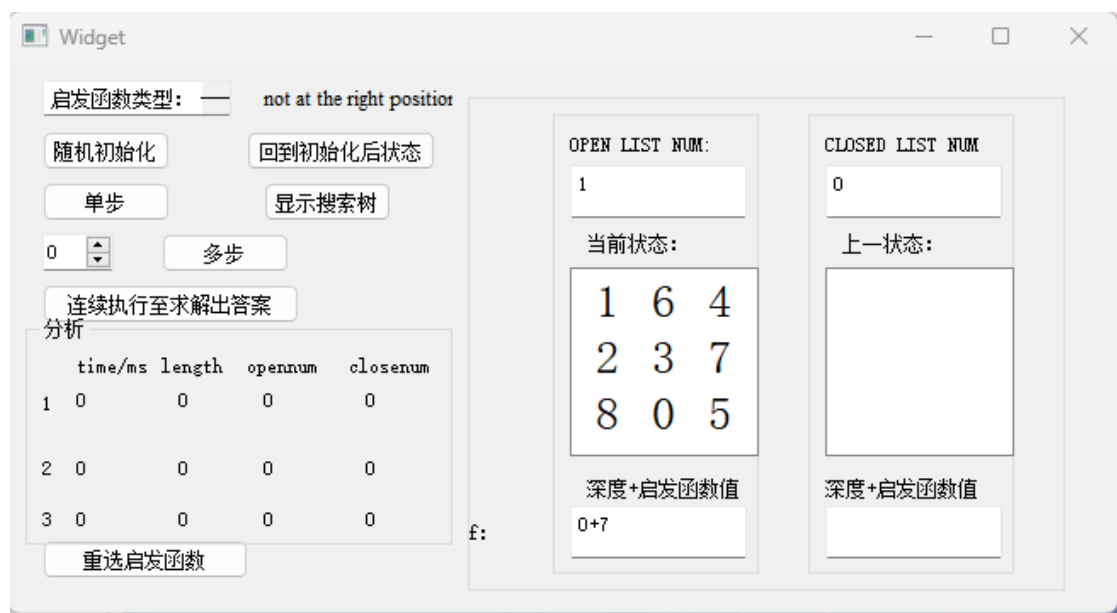 Widget
启发函数类型: 一 not at the right position
随机初始化 回到初始化后状态
单步 显示搜索树
0 多步
连续执行至求解出答案
分析
time/ms length opennum closenum
1 0 0 0 0
2 0 0 0 0
3 0 0 0 0
重选启发函数
OPEN LIST NUM:
1
当前状态:
1 6 4
2 3 7
8 0 5
深度+启发函数值
f: 0+7
CLOSED LIST NUM
0
上一状态:
深度+启发函数值